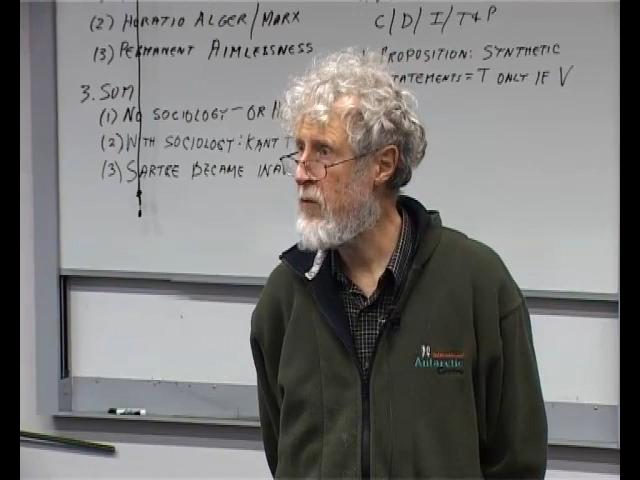 (2) HORATIO ALGER/MARX
(3) PERMANENT AIMLESSNESS
3. SUM
(1) NO SOCIOLOGY - OR
(2) WITH SOCIOLOGY: KANT
(3) SARTRE BECAME
C/D/I/T&P
PROPOSITION: SYNTHETIC
STATEMENTS = T ONLY IF V
Antarctic